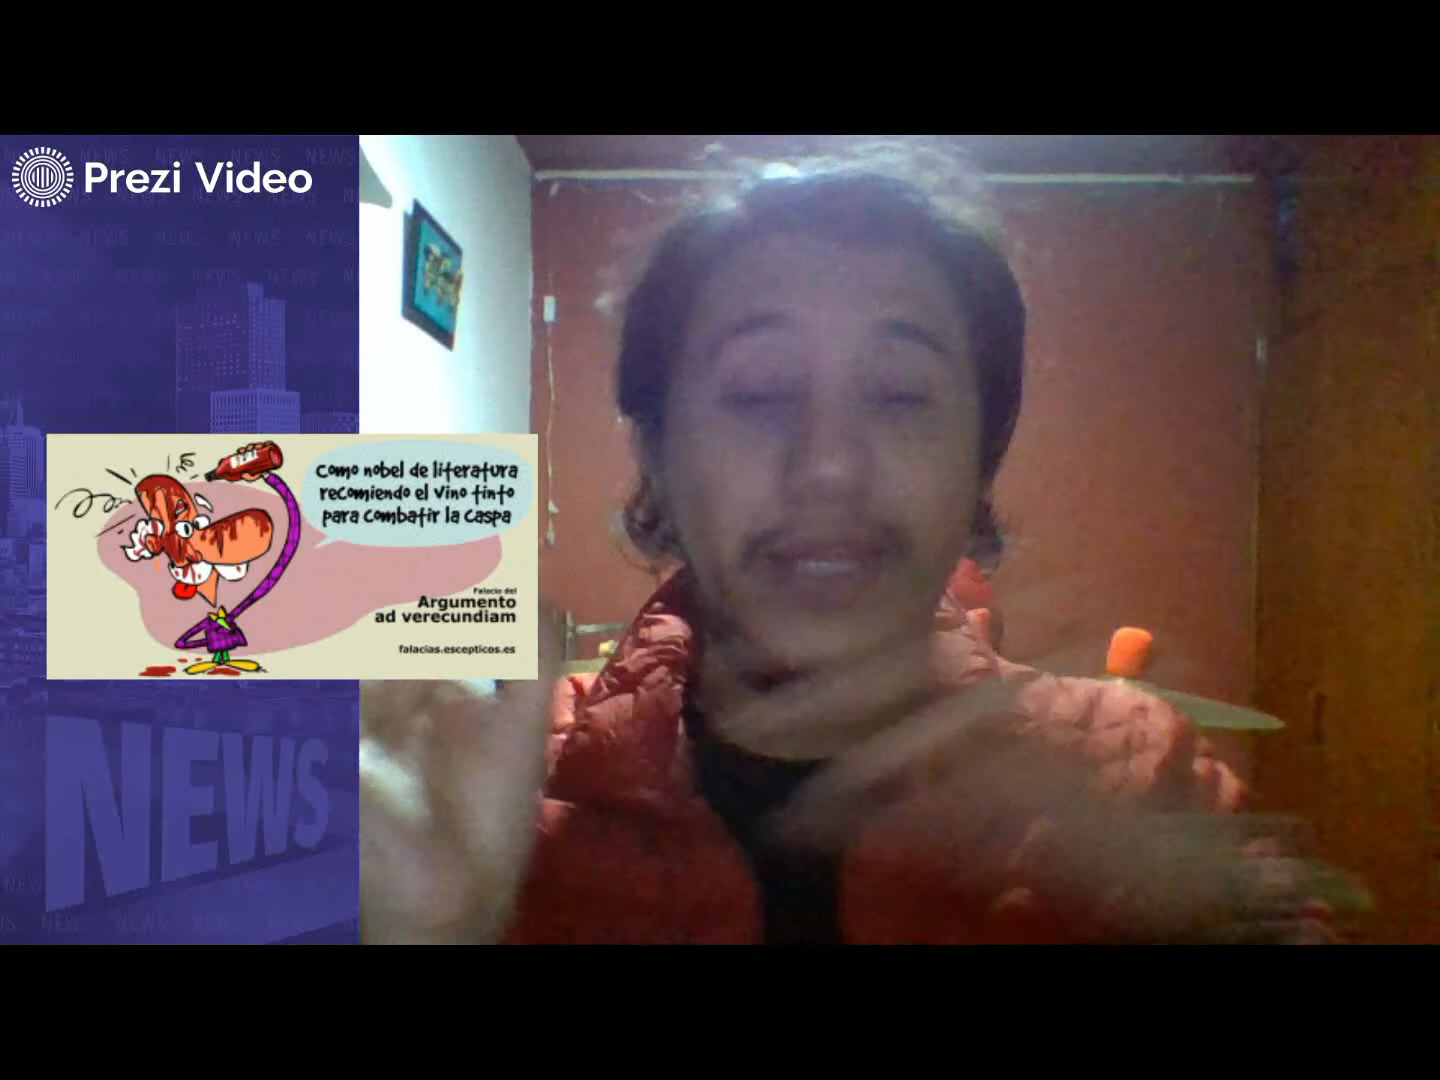 Prezi Video
Como nobel de literatura
recomiendo el vino tinto
para combatir la caspa
Falacia del
Argumento
ad verecundiam
falacias.escepticos.es
NEWS